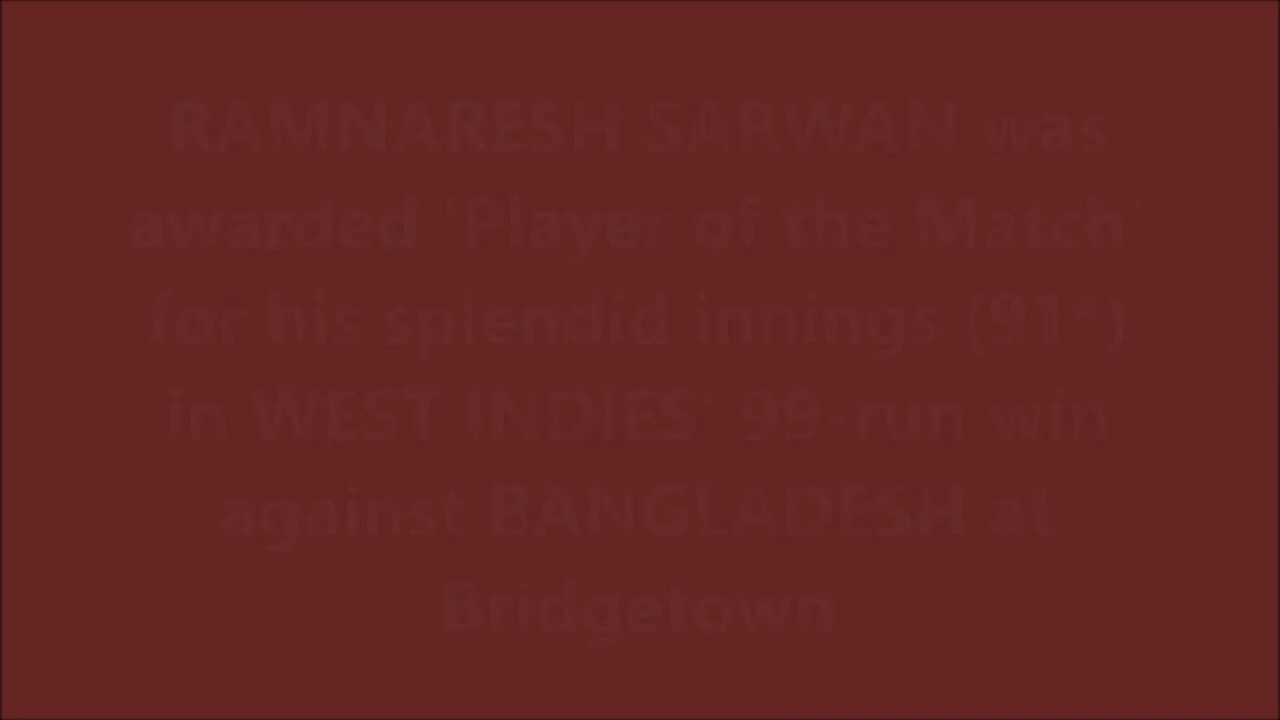 RAMNARESH SARWAN was
awarded 'Player of the Match'
for his splendid innings (91*)
in WEST INDIES' 99-run win
against BANGLADESH at
Bridgetown